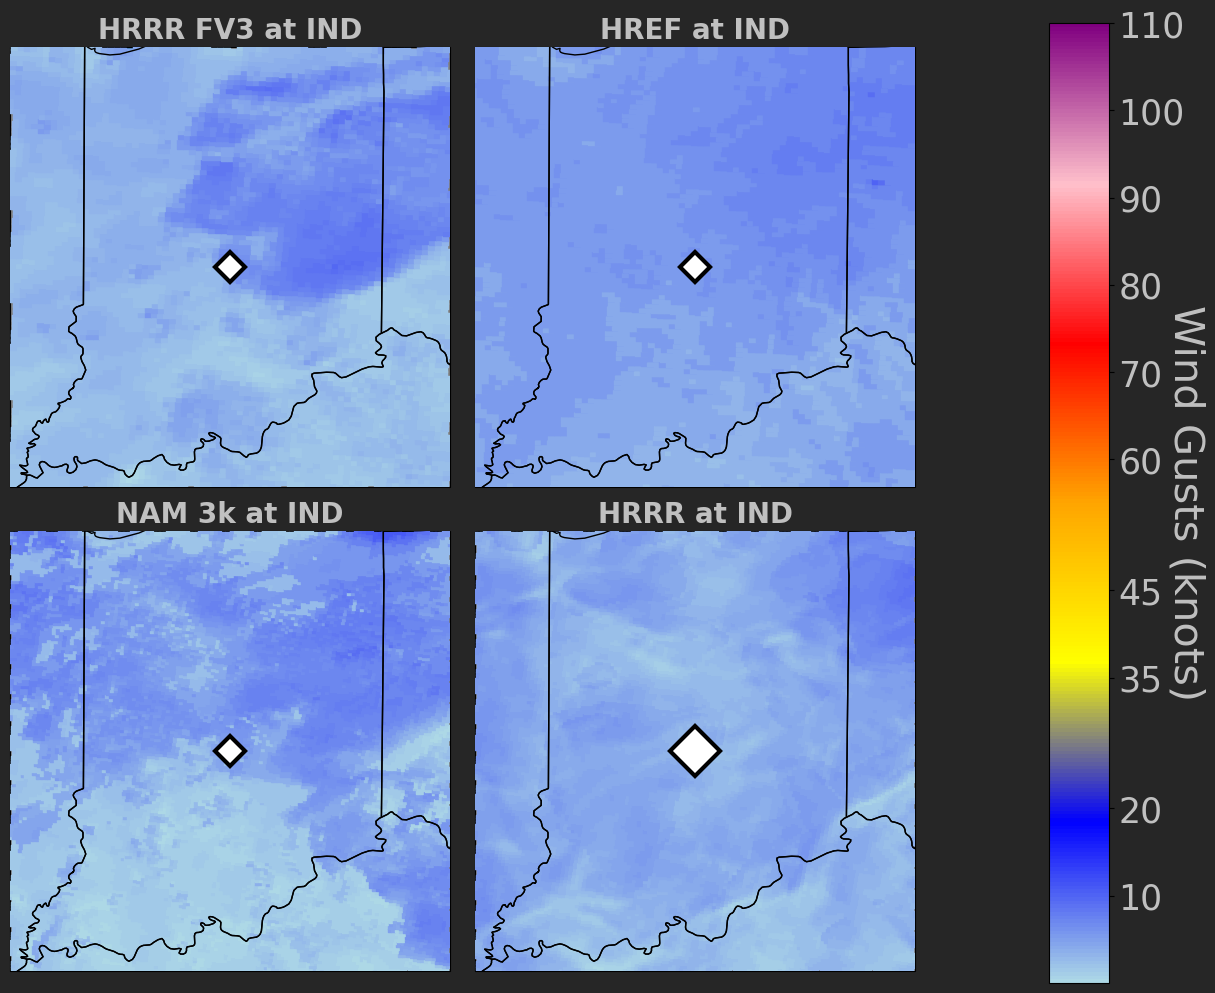 HRRR FV3 at IND
HREF at IND
NAM 3k at IND
HRRR at IND
110
100
90
80
70
60
45
35
20
10
Wind Gusts (knots)